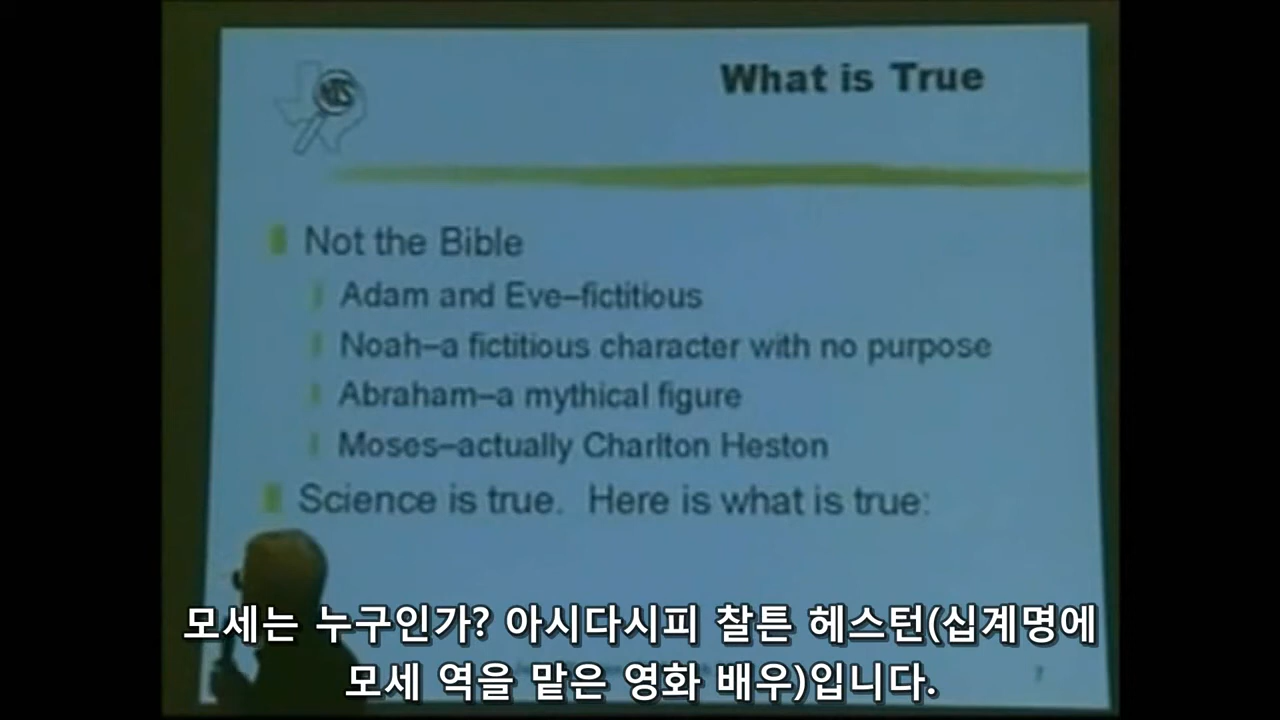 What is True
Not the Bible
Adam and Eve–fictitious
Noah–a fictitious character with no purpose
Abraham–a mythical figure
Moses–actually Charlton Heston
Science is true. Here is what is true:
모세는 누구인가? 아시다시피 찰튼 헤스턴(십계명에
모세 역을 맡은 영화 배우)입니다.
7